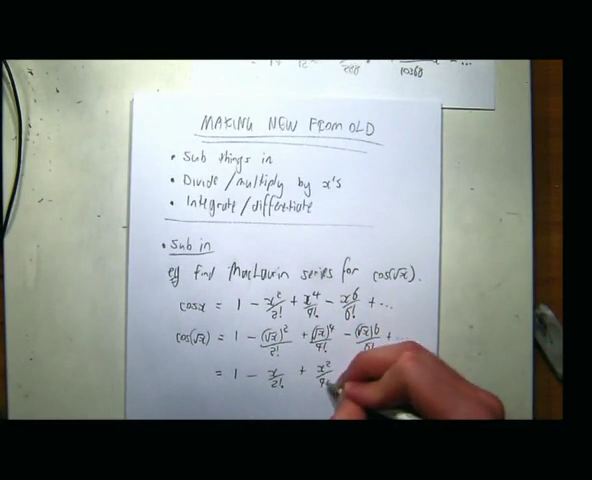 10368
MAKING NEW FROM OLD
• Sub things in
• Divide/multiply by x's
• Integrate/differentiate
• Sub in
eg find Maclaurin series for cos(√x).
cosx = 1 - x²/2! + x⁴/4! - x⁶/6! + ...
cos(√x) = 1 - (√x)²/2! + (√x)⁴/4! - (√x)⁶/6! + ...
= 1 - x/2! + x²/4!